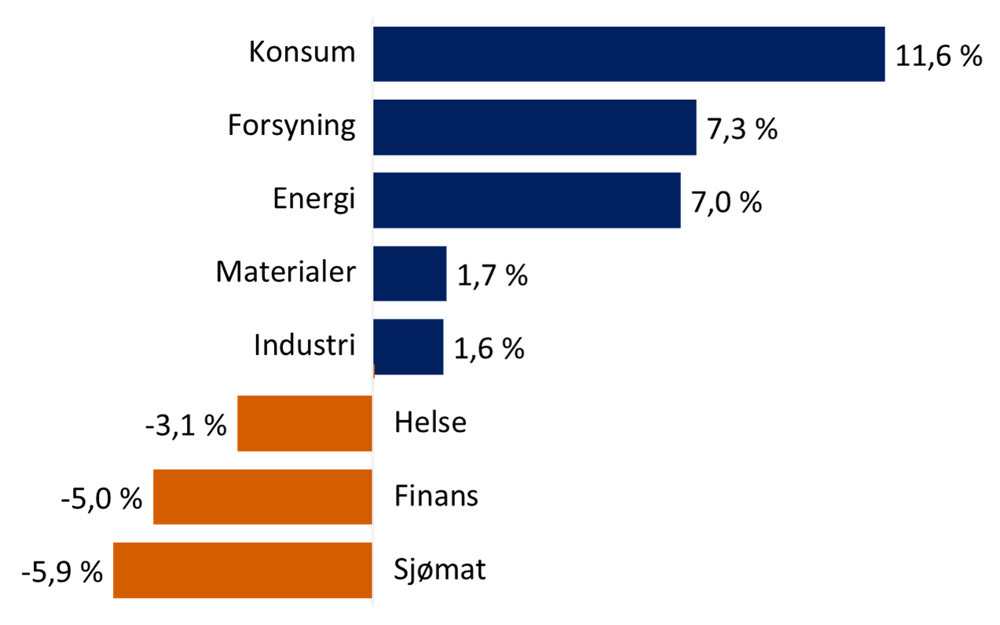 Konsum 11,6 %
Forsyning 7,3 %
Energi 7,0 %
Materialer 1,7 %
Industri 1,6 %
-3,1 % Helse
-5,0 % Finans
-5,9 % Sjømat